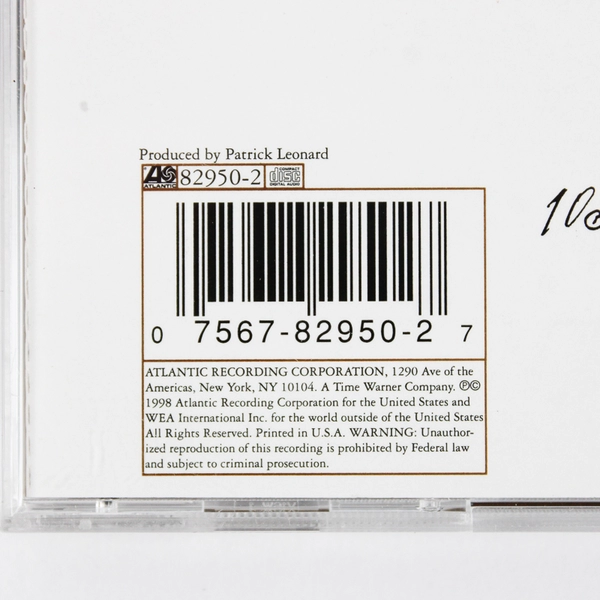 Produced by Patrick Leonard
ATLANTIC 82950-2 COMPACT disc DIGITAL AUDIO
10
0 7567-82950-2 7
ATLANTIC RECORDING CORPORATION, 1290 Ave of the
Americas, New York, NY 10104. A Time Warner Company. ℗©
1998 Atlantic Recording Corporation for the United States and
WEA International Inc. for the world outside of the United States
All Rights Reserved. Printed in U.S.A. WARNING: Unauthor-
ized reproduction of this recording is prohibited by Federal law
and subject to criminal prosecution.